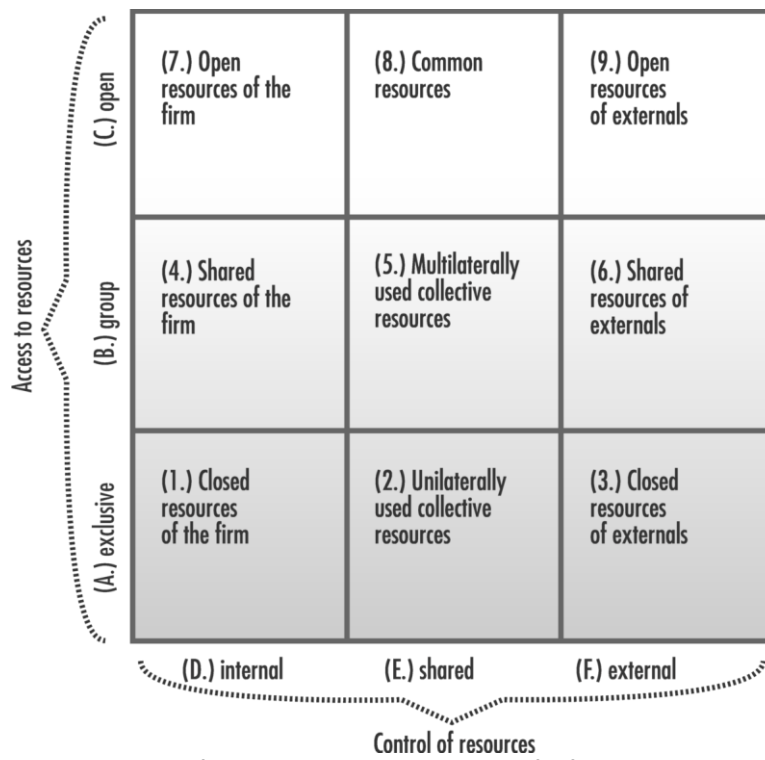 (7.) Open
resources of the
firm
(8.) Common
resources
(9.) Open
resources
of externals
(C.) open
(4.) Shared
resources of the
firm
(5.) Multilaterally
used collective
resources
(6.) Shared
resources of
externals
(B.) group
Access to resources
(1.) Closed
resources
of the firm
(2.) Unilaterally
used collective
resources
(3.) Closed
resources
of externals
(A.) exclusive
(D.) internal
(E.) shared
(F.) external
Control of resources